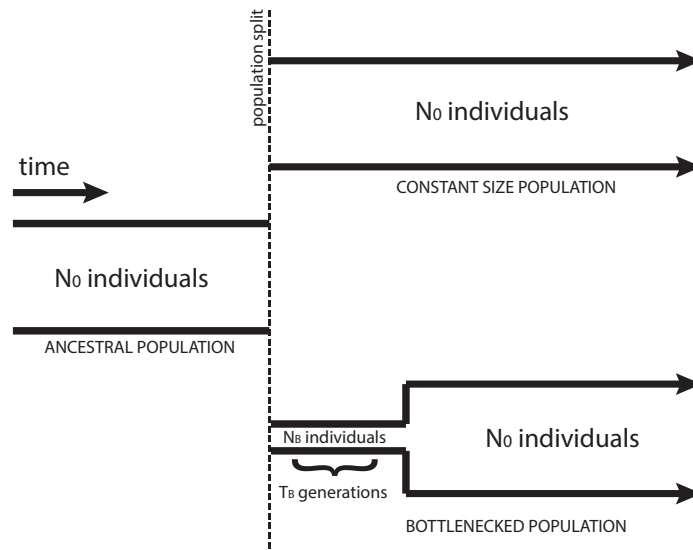 population split
N0 individuals
time
CONSTANT SIZE POPULATION
N0 individuals
ANCESTRAL POPULATION
NB individuals
N0 individuals
TB generations
BOTTLENECKED POPULATION